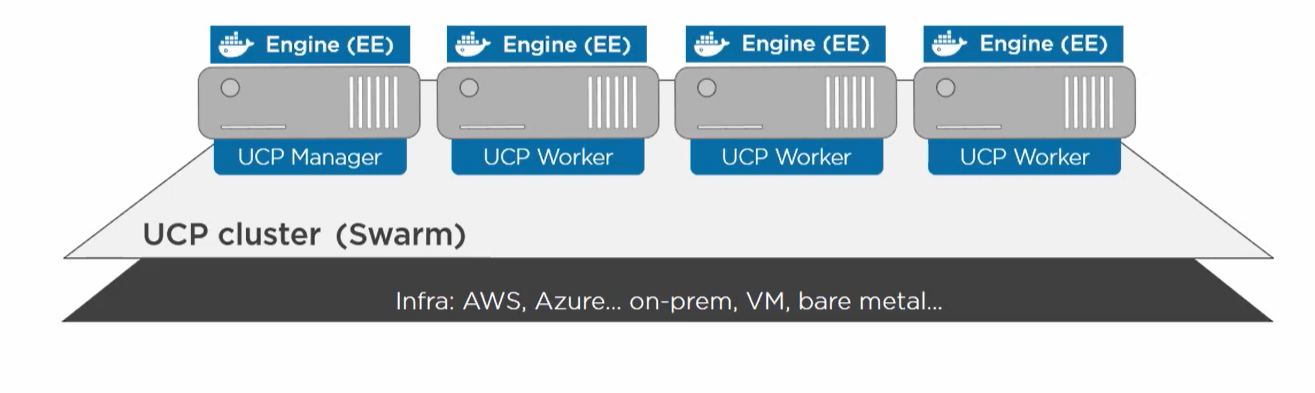 Engine (EE)
Engine (EE)
Engine (EE)
Engine (EE)
UCP Manager
UCP Worker
UCP Worker
UCP Worker
UCP cluster (Swarm)
Infra: AWS, Azure... on-prem, VM, bare metal...